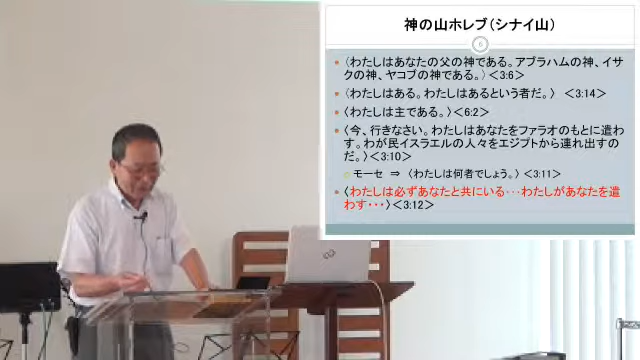 神の山ホレブ(シナイ山)
6
〈わたしはあなたの父の神である。アブラハムの神、イサ
クの神、ヤコブの神である。〉<3:6>
〈わたしはある。わたしはあるという者だ。〉 <3:14>
〈わたしは主である。〉<6:2>
〈今、行きなさい。わたしはあなたをファラオのもとに遣わ
す。わが民イスラエルの人々をエジプトから連れ出すの
だ。〉<3:10>
モーセ ⇒ 〈わたしは何者でしょう。〉<3:11>
〈わたしは必ずあなたと共にいる・・・わたしがあなたを遣
わす・・・〉<3:12>